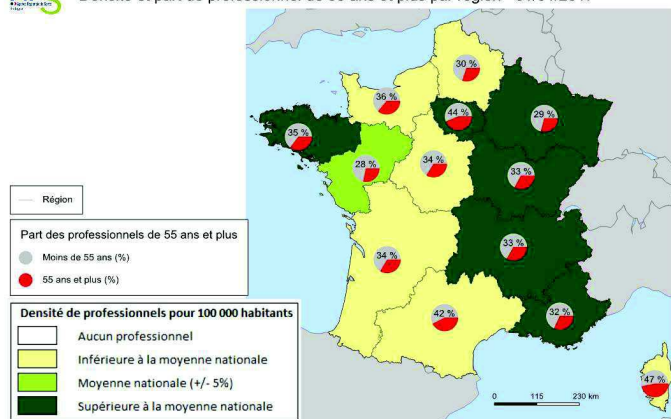 30 %
36 %
44 %
29 %
35 %
28 %
34 %
33 %
33 %
34 %
42 %
32 %
47 %
Région
Part des professionnels de 55 ans et plus
Moins de 55 ans (%)
55 ans et plus (%)
Densité de professionnels pour 100 000 habitants
Aucun professionnel
Inférieure à la moyenne nationale
Moyenne nationale (+/- 5%)
Supérieure à la moyenne nationale
0 115 230 km